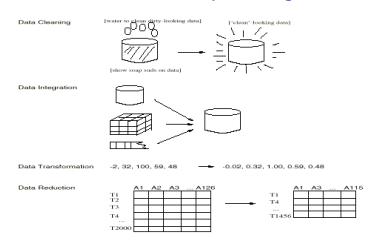 Data Cleaning
[water to clean dirty-looking data]
['clean'-looking data]
[show soap suds on data]
Data Integration
Data Transformation
-2, 32, 100, 59, 48
-0.02, 0.32, 1.00, 0.59, 0.48
Data Reduction
A1 A2 A3 ... A126
T1
T2
T3
T4
...
T2000
A1 A3 ... A115
T1
T4
...
T1456